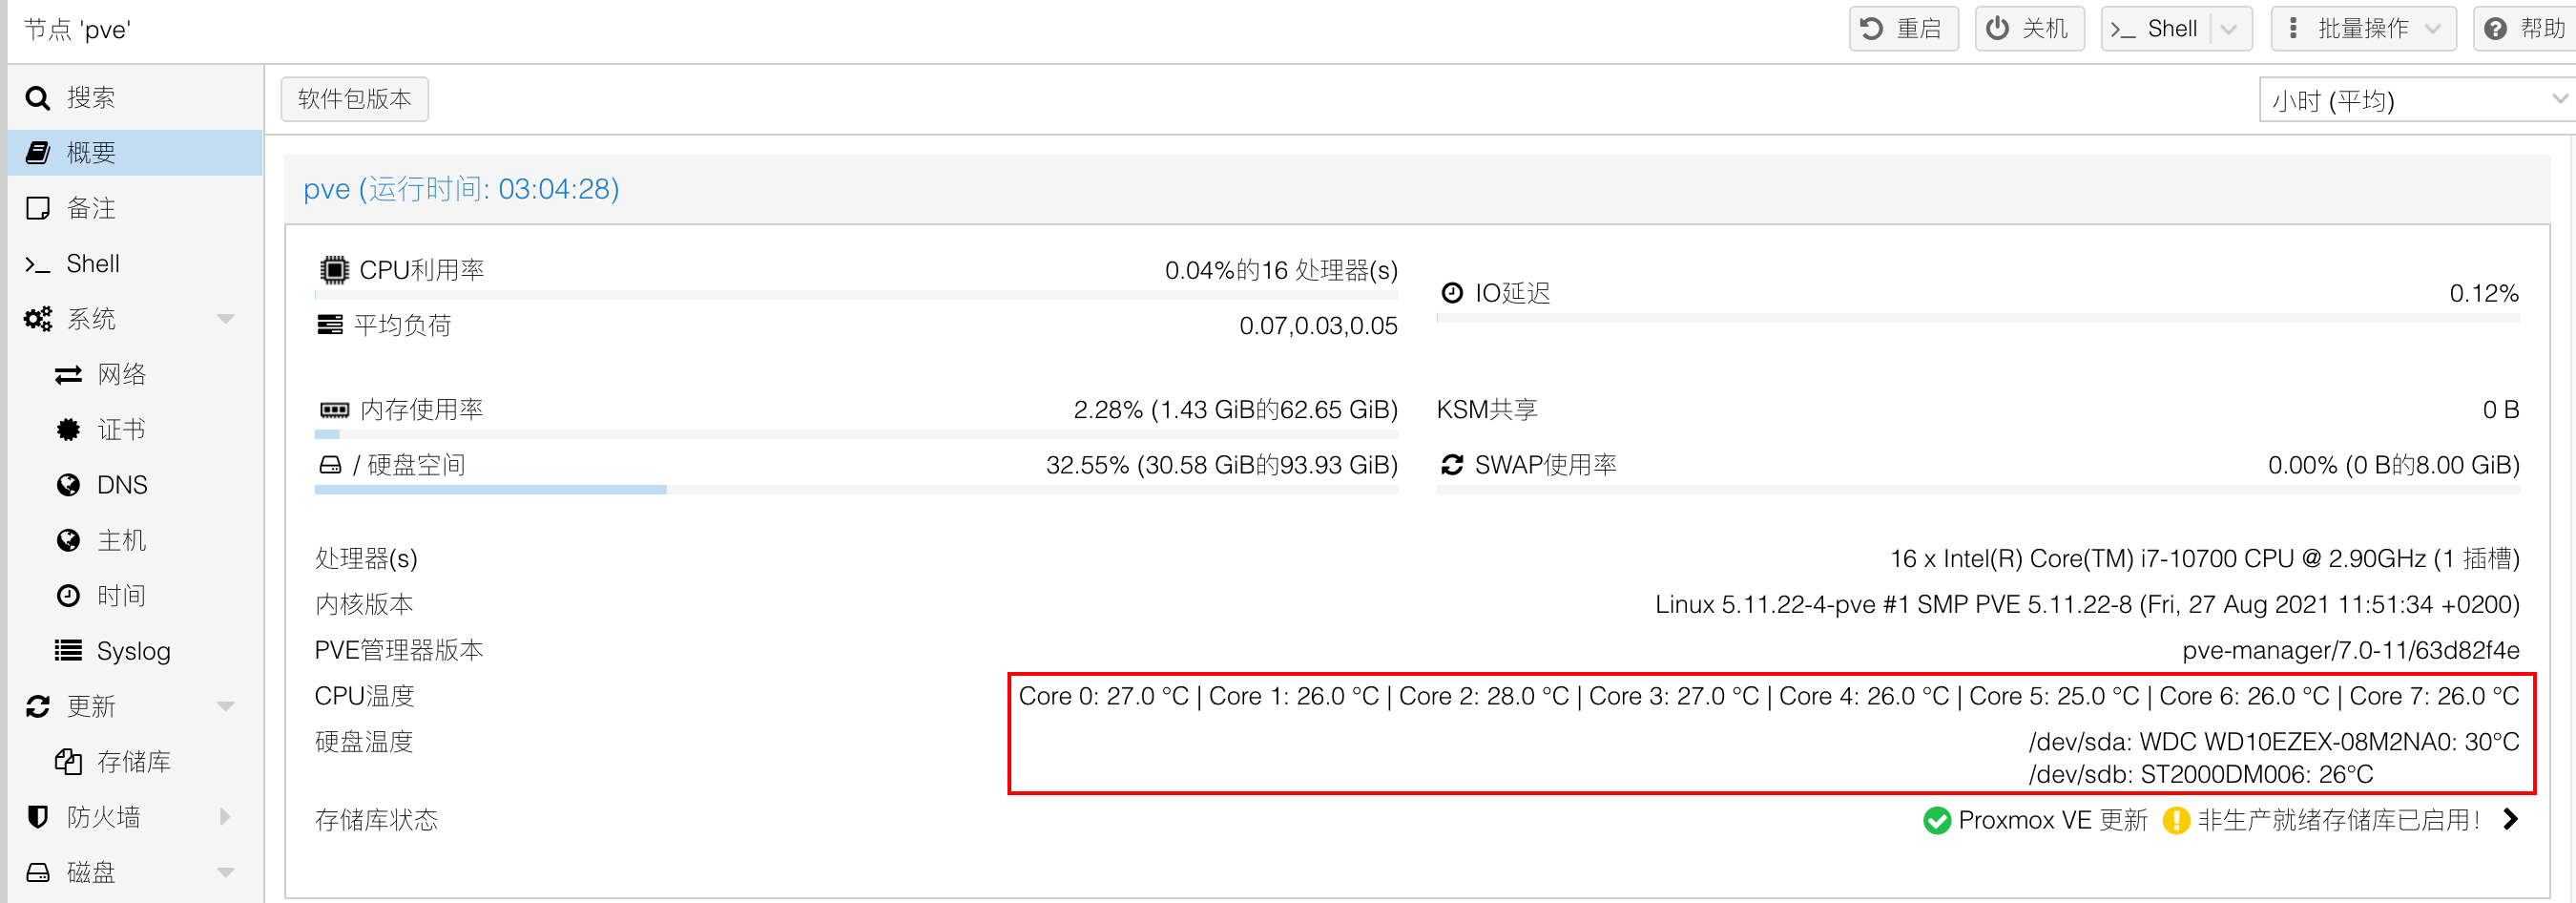 节点 'pve'
重启
关机
Shell
批量操作
帮助
搜索
概要
备注
Shell
系统
网络
证书
DNS
主机
时间
Syslog
更新
存储库
防火墙
磁盘
软件包版本
小时 (平均)
pve (运行时间: 03:04:28)
CPU利用率 0.04%的16 处理器(s)
IO延迟 0.12%
平均负荷 0.07,0.03,0.05
内存使用率 2.28% (1.43 GiB的62.65 GiB)
KSM共享 0 B
/ 硬盘空间 32.55% (30.58 GiB的93.93 GiB)
SWAP使用率 0.00% (0 B的8.00 GiB)
处理器(s) 16 x Intel(R) Core(TM) i7-10700 CPU @ 2.90GHz (1 插槽)
内核版本 Linux 5.11.22-4-pve #1 SMP PVE 5.11.22-8 (Fri, 27 Aug 2021 11:51:34 +0200)
PVE管理器版本 pve-manager/7.0-11/63d82f4e
CPU温度 Core 0: 27.0 °C | Core 1: 26.0 °C | Core 2: 28.0 °C | Core 3: 27.0 °C | Core 4: 26.0 °C | Core 5: 25.0 °C | Core 6: 26.0 °C | Core 7: 26.0 °C
硬盘温度 /dev/sda: WDC WD10EZEX-08M2NA0: 30°C
/dev/sdb: ST2000DM006: 26°C
存储库状态 Proxmox VE 更新 非生产就绪存储库已启用!